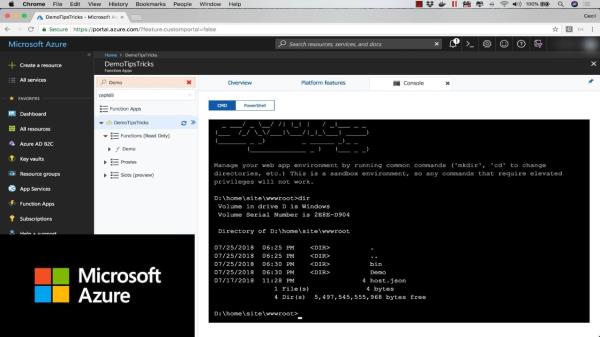 Chrome File Edit View History Bookmarks People Window Help
100%
DemoTipsTricks - Microsoft Az
Cecil
Secure https://portal.azure.com/?feature.customportal=false
Microsoft Azure
Search resources, services, and docs
Create a resource
All services
FAVORITES
Dashboard
All resources
Azure AD B2C
Key vaults
Resource groups
App Services
Function Apps
Subscriptions
Help + support
Home > DemoTipsTricks
DemoTipsTricks
Function Apps
Demo
Function Apps
DemoTipsTricks
Functions (Read Only)
Demo
Proxies
Slots (preview)
Overview Platform features Console
CMD PowerShell
Manage your web app environment by running common commands ('mkdir', 'cd' to change
directories, etc.) This is a sandbox environment, so any commands that require elevated
privileges will not work.
D:\home\site\wwwroot>dir
Volume in drive D is Windows
Volume Serial Number is 2E8E-D904
Directory of D:\home\site\wwwroot
07/25/2018 06:25 PM <DIR> .
07/25/2018 06:25 PM <DIR> ..
07/25/2018 06:30 PM <DIR> bin
07/25/2018 06:30 PM <DIR> Demo
07/17/2018 11:28 PM 4 host.json
1 File(s) 4 bytes
4 Dir(s) 5,497,545,555,968 bytes free
D:\home\site\wwwroot>
Microsoft
Azure